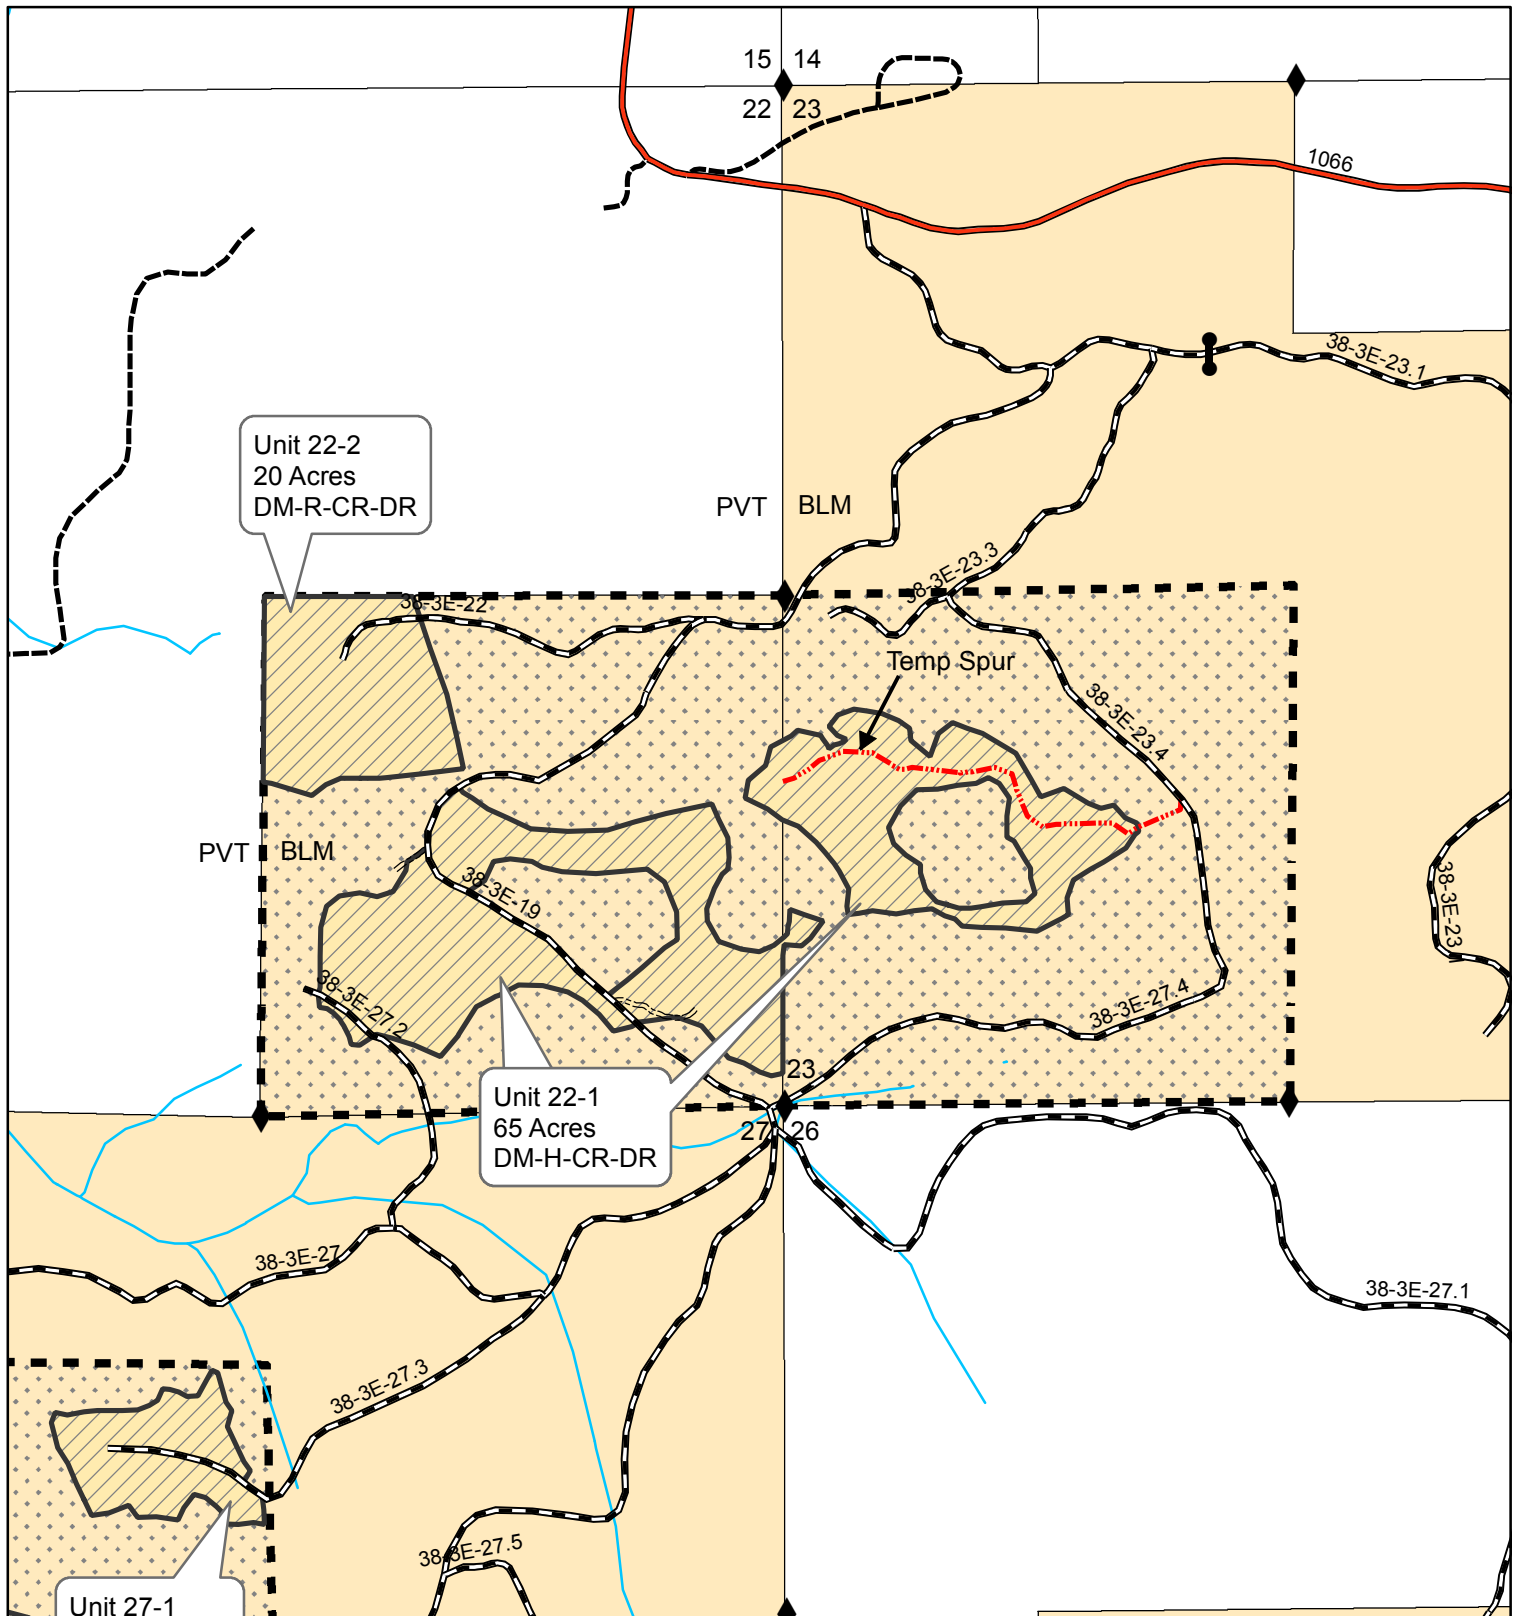 15 14
22 23
1066
38-3E-23.1
Unit 22-2
20 Acres
DM-R-CR-DR
PVT BLM
38-3E-23.3
38-3E-22
Temp Spur
38-3E-23.4
PVT BLM
38-3E-19
38-3E-23
38-3E-27.2
38-3E-27.4
23
Unit 22-1
65 Acres
DM-H-CR-DR
27 26
38-3E-27
38-3E-27.1
38-3E-27.3
38-3E-27.5
Unit 27-1